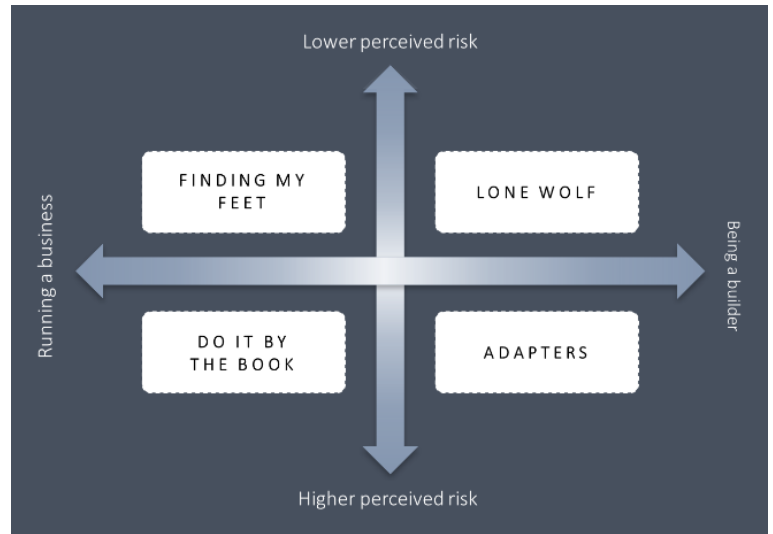 Lower perceived risk
FINDING MY
FEET
LONE WOLF
Running a business
Being a builder
DO IT BY
THE BOOK
ADAPTERS
Higher perceived risk